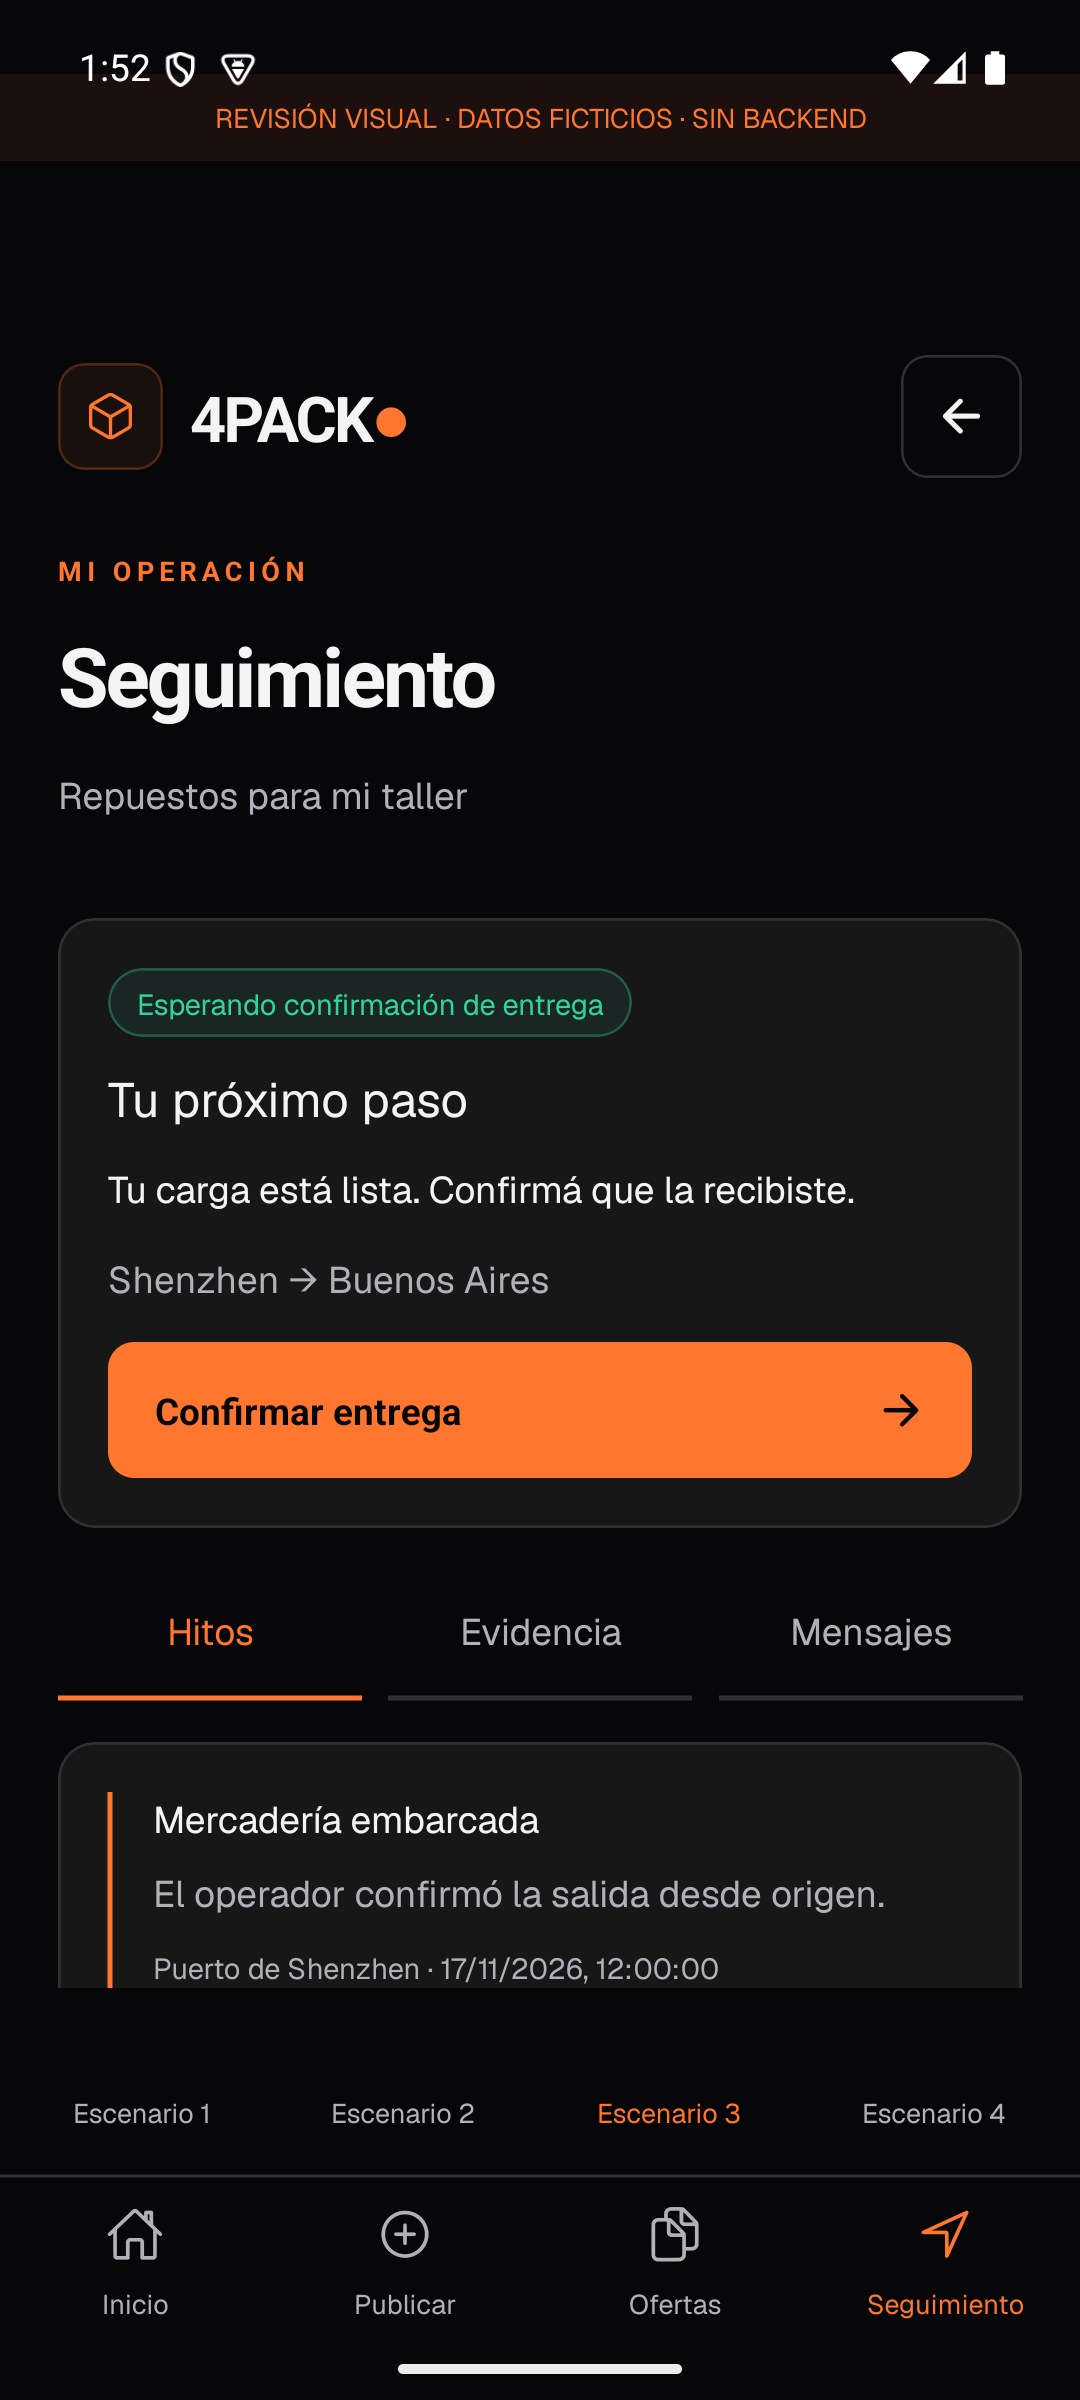 1:52
REVISIÓN VISUAL · DATOS FICTICIOS · SIN BACKEND
4PACK
MI OPERACIÓN
Seguimiento
Repuestos para mi taller
Esperando confirmación de entrega
Tu próximo paso
Tu carga está lista. Confirmá que la recibiste.
Shenzhen → Buenos Aires
Confirmar entrega →
Hitos Evidencia Mensajes
Mercadería embarcada
El operador confirmó la salida desde origen.
Puerto de Shenzhen · 17/11/2026, 12:00:00
Escenario 1 Escenario 2 Escenario 3 Escenario 4
Inicio Publicar Ofertas Seguimiento